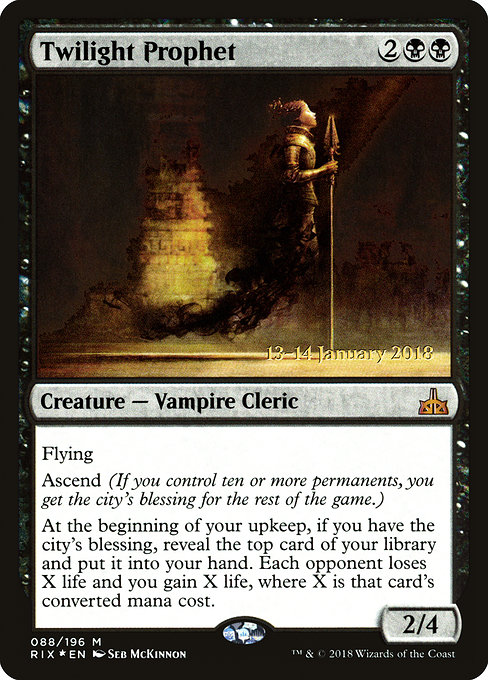 Twilight Prophet 2
13-14 January 2018
Creature — Vampire Cleric
Flying
Ascend (If you control ten or more permanents, you
get the city's blessing for the rest of the game.)
At the beginning of your upkeep, if you have the
city's blessing, reveal the top card of your library
and put it into your hand. Each opponent loses
X life and you gain X life, where X is that card's
converted mana cost.
2/4
088/196 M
RIX★EN Seb McKinnon
™ & © 2018 Wizards of the Coast